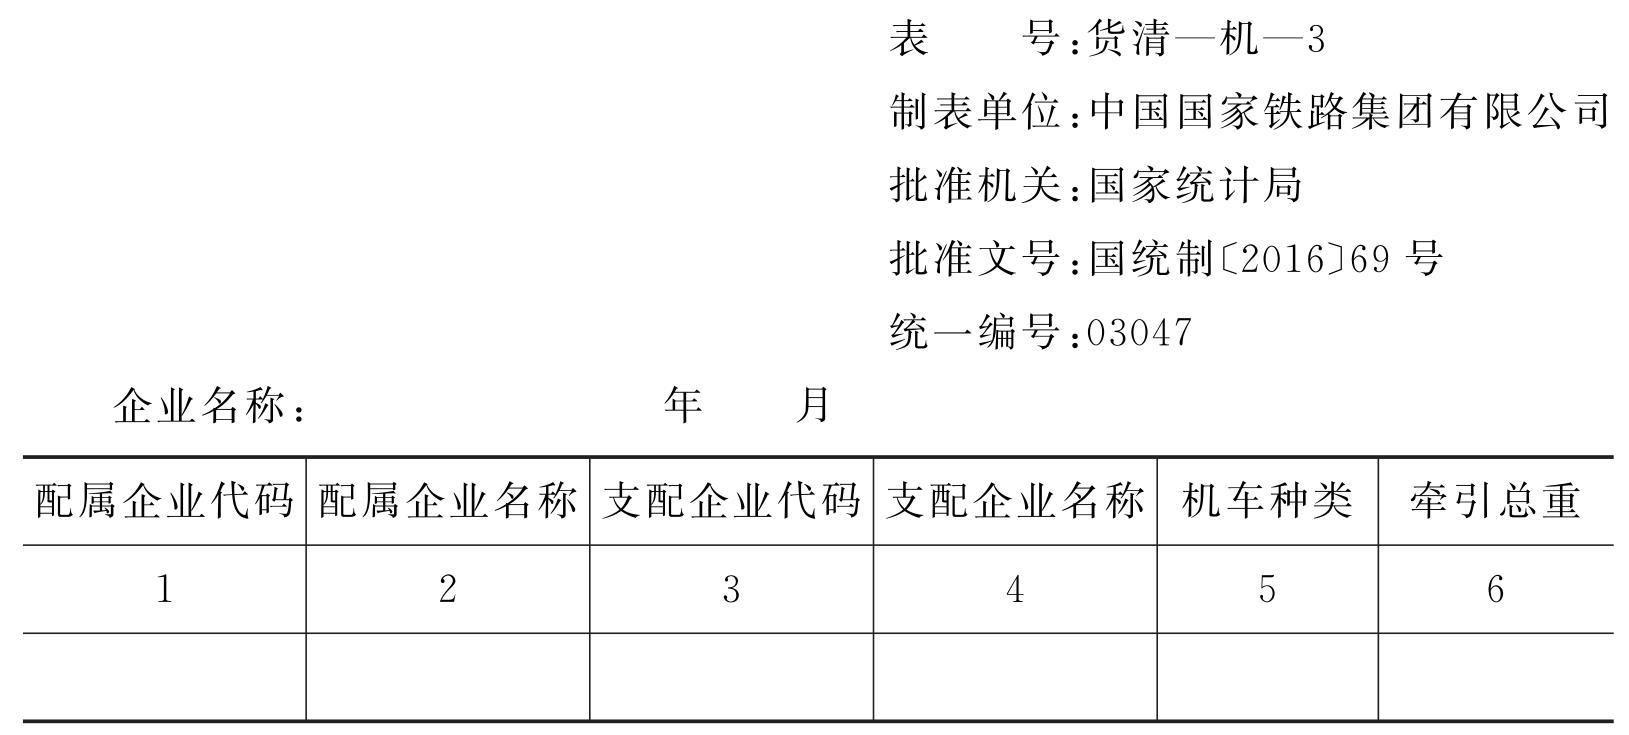 表　　号:货清—机—3
制表单位:中国国家铁路集团有限公司
批准机关:国家统计局
批准文号:国统制〔2016〕69 号
统一编号:03047
企业名称:　　　　　　　　年　　月
配属企业代码 配属企业名称 支配企业代码 支配企业名称 机车种类 牵引总重
1 2 3 4 5 6